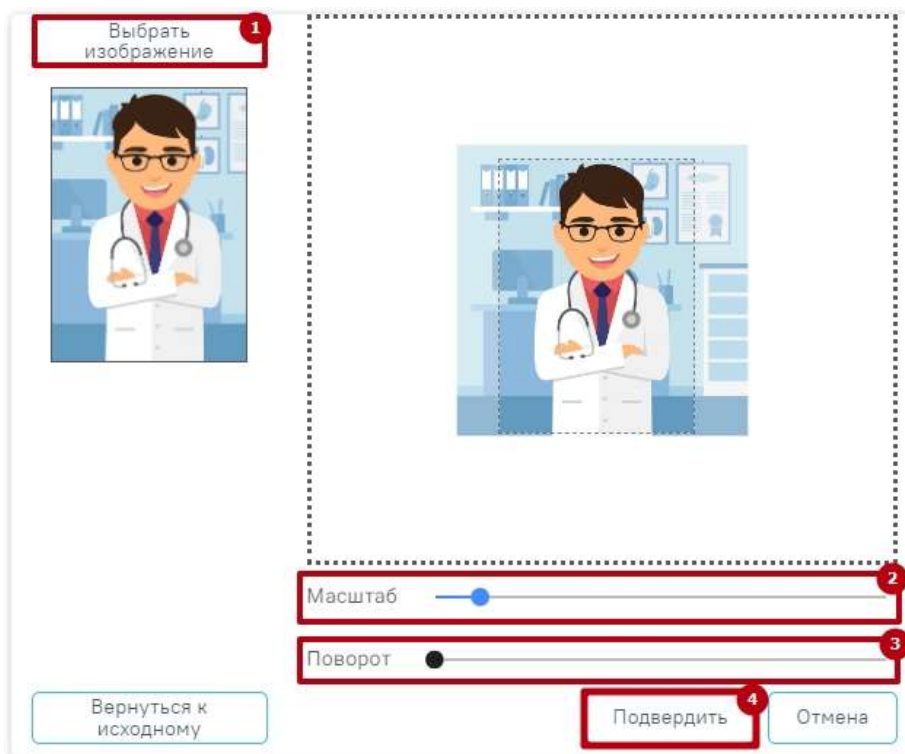 Выбрать
изображение
1
Масштаб
2
Поворот
3
Вернуться к
исходному
Подвердить
4
Отмена